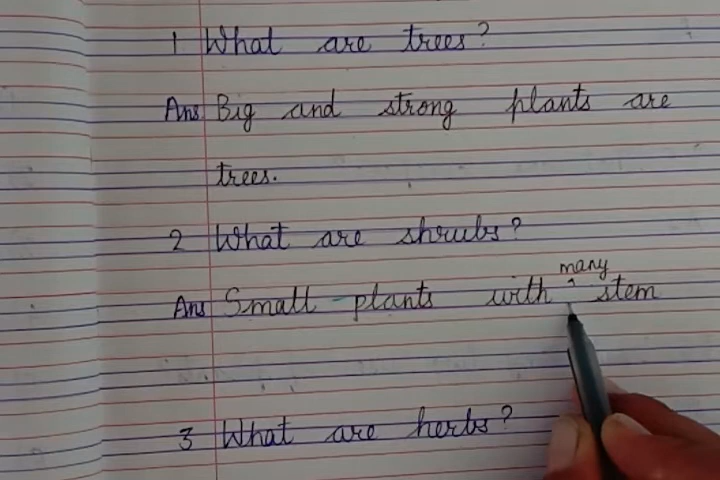 1 What are trees?
Ans Big and strong plants are
trees.
2 What are shrubs?
many
Ans Small plants with ^ stem
3 What are herbs?